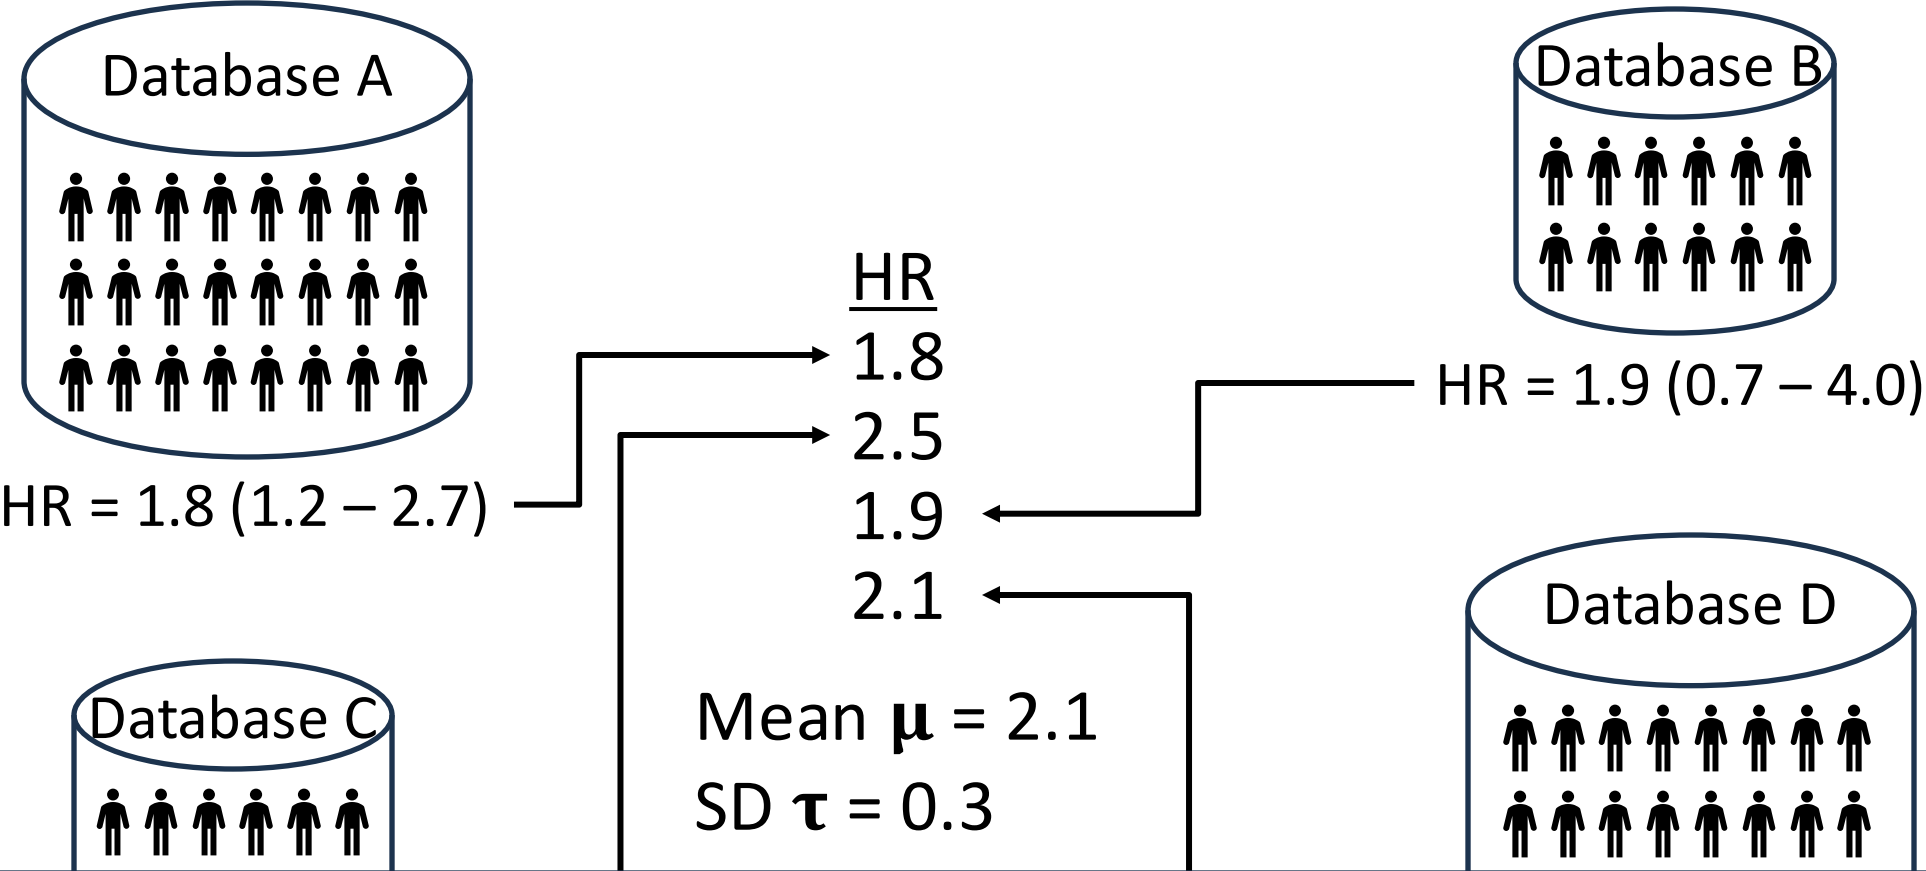 Database A
HR = 1.8 (1.2 – 2.7)
Database B
HR = 1.9 (0.7 – 4.0)
HR
1.8
2.5
1.9
2.1
Mean μ = 2.1
SD τ = 0.3
Database C
Database D